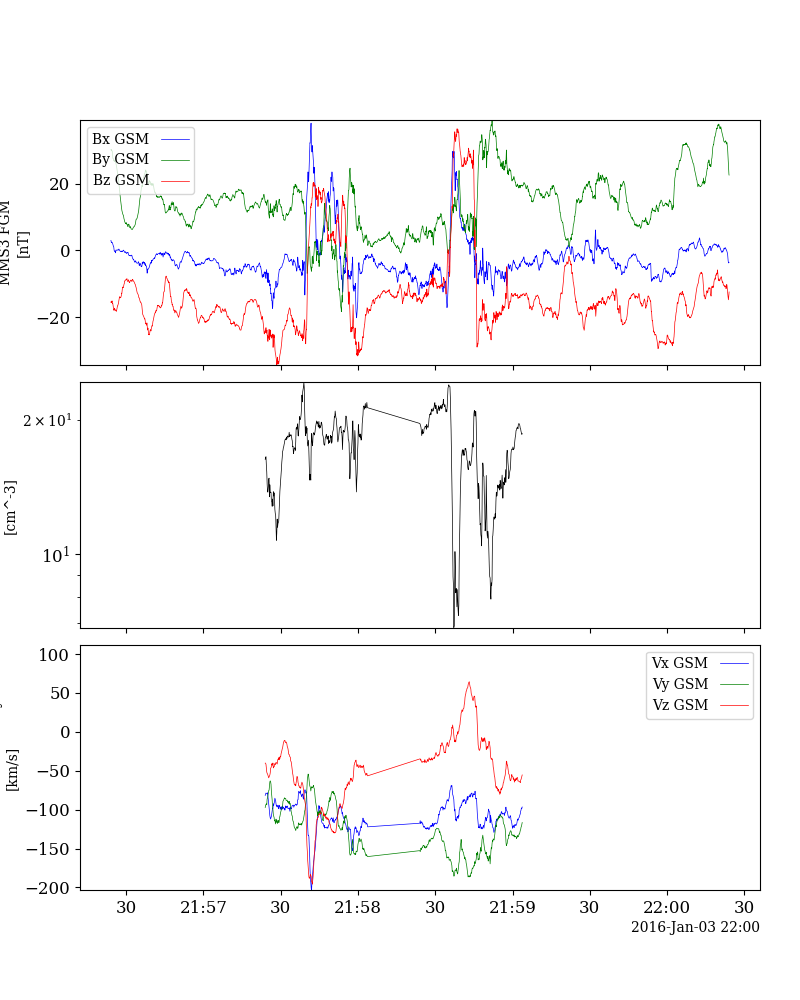 MMS3 FGM
[nT]
20
0
−20
Bx GSM
By GSM
Bz GSM
[cm^-3]
2 × 10¹
10¹
[km/s]
100
50
0
−50
−100
−150
−200
Vx GSM
Vy GSM
Vz GSM
30 21:57 30 21:58 30 21:59 30 22:00 30
2016-Jan-03 22:00